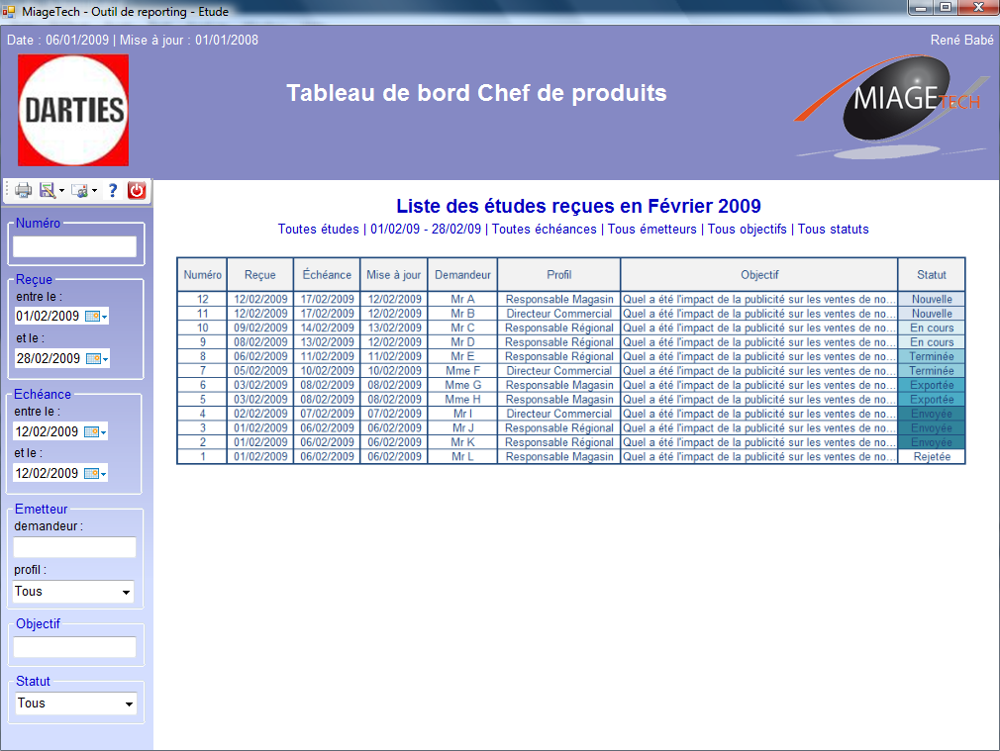 MiageTech - Outil de reporting - Etude
Date : 06/01/2009 | Mise à jour : 01/01/2008
René Babé
DARTIES
Tableau de bord Chef de produits
MIAGETECH
Liste des études reçues en Février 2009
Toutes études | 01/02/09 - 28/02/09 | Toutes échéances | Tous émetteurs | Tous objectifs | Tous statuts
Numéro
Reçue
entre le :
01/02/2009
et le :
28/02/2009
Echéance
entre le :
12/02/2009
et le :
12/02/2009
Emetteur
demandeur :
profil :
Tous
Objectif
Statut
Tous
Numéro Reçue Échéance Mise à jour Demandeur Profil Objectif Statut
12 12/02/2009 17/02/2009 12/02/2009 Mr A Responsable Magasin Quel a été l'impact de la publicité sur les ventes de no... Nouvelle
11 12/02/2009 17/02/2009 12/02/2009 Mr B Directeur Commercial Quel a été l'impact de la publicité sur les ventes de no... Nouvelle
10 09/02/2009 14/02/2009 13/02/2009 Mr C Responsable Régional Quel a été l'impact de la publicité sur les ventes de no... En cours
9 08/02/2009 13/02/2009 12/02/2009 Mr D Responsable Régional Quel a été l'impact de la publicité sur les ventes de no... En cours
8 06/02/2009 11/02/2009 11/02/2009 Mr E Responsable Régional Quel a été l'impact de la publicité sur les ventes de no... Terminée
7 05/02/2009 10/02/2009 10/02/2009 Mme F Directeur Commercial Quel a été l'impact de la publicité sur les ventes de no... Terminée
6 03/02/2009 08/02/2009 08/02/2009 Mme G Responsable Magasin Quel a été l'impact de la publicité sur les ventes de no... Exportée
5 03/02/2009 08/02/2009 08/02/2009 Mme H Responsable Magasin Quel a été l'impact de la publicité sur les ventes de no... Exportée
4 02/02/2009 07/02/2009 07/02/2009 Mr I Directeur Commercial Quel a été l'impact de la publicité sur les ventes de no... Envoyée
3 01/02/2009 06/02/2009 06/02/2009 Mr J Responsable Régional Quel a été l'impact de la publicité sur les ventes de no... Envoyée
2 01/02/2009 06/02/2009 06/02/2009 Mr K Responsable Régional Quel a été l'impact de la publicité sur les ventes de no... Envoyée
1 01/02/2009 06/02/2009 06/02/2009 Mr L Responsable Magasin Quel a été l'impact de la publicité sur les ventes de no... Rejetée